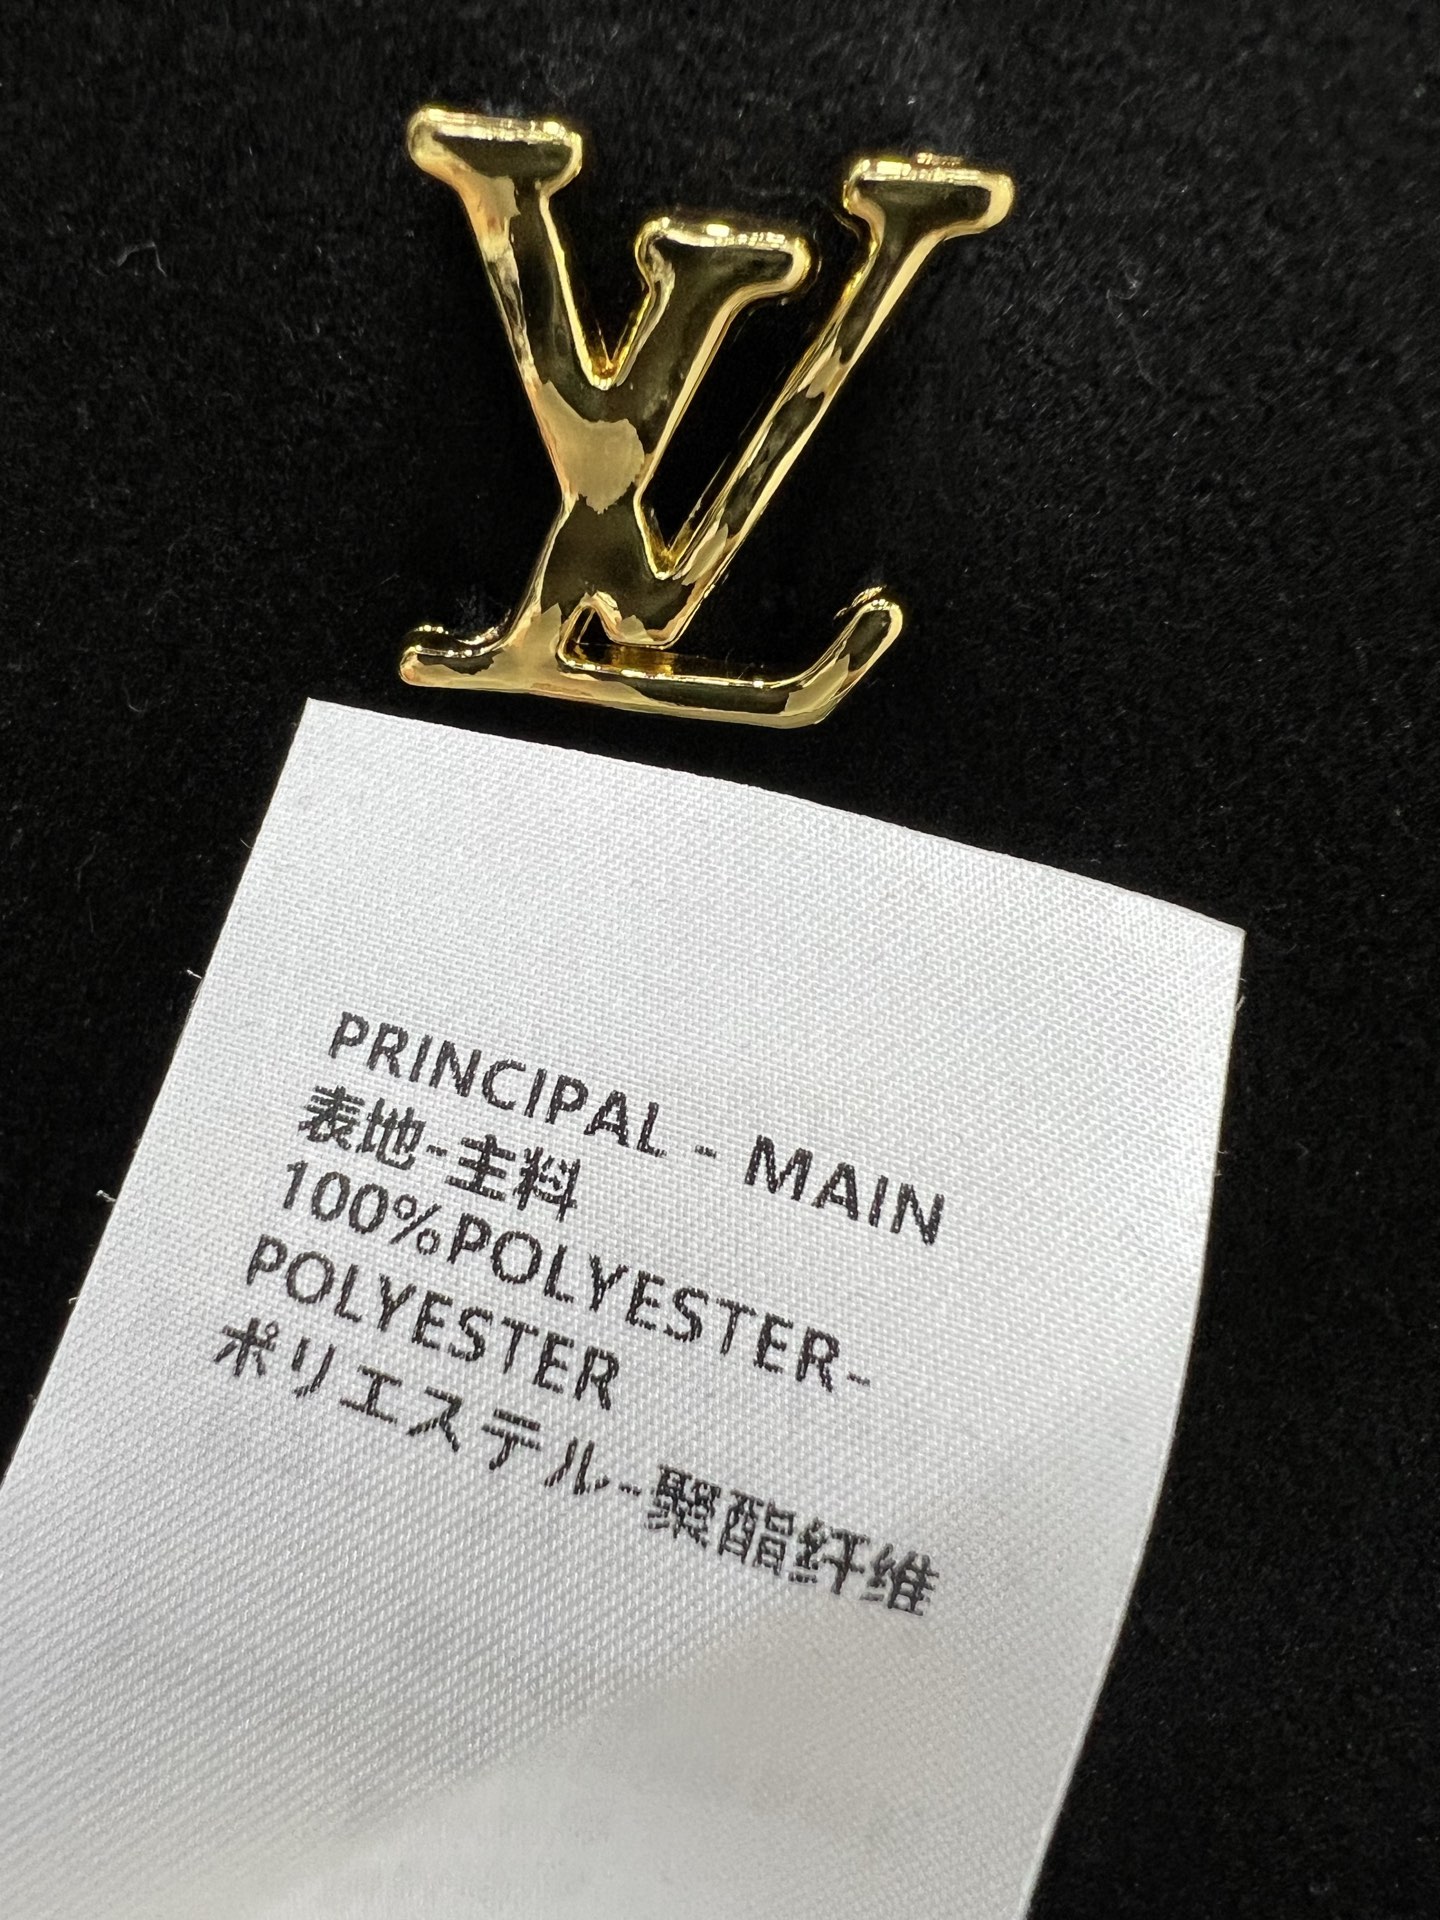 LV
PRINCIPAL - MAIN
表地-主料
100%POLYESTER-
POLYESTER
ポリエステル-聚酯纤维